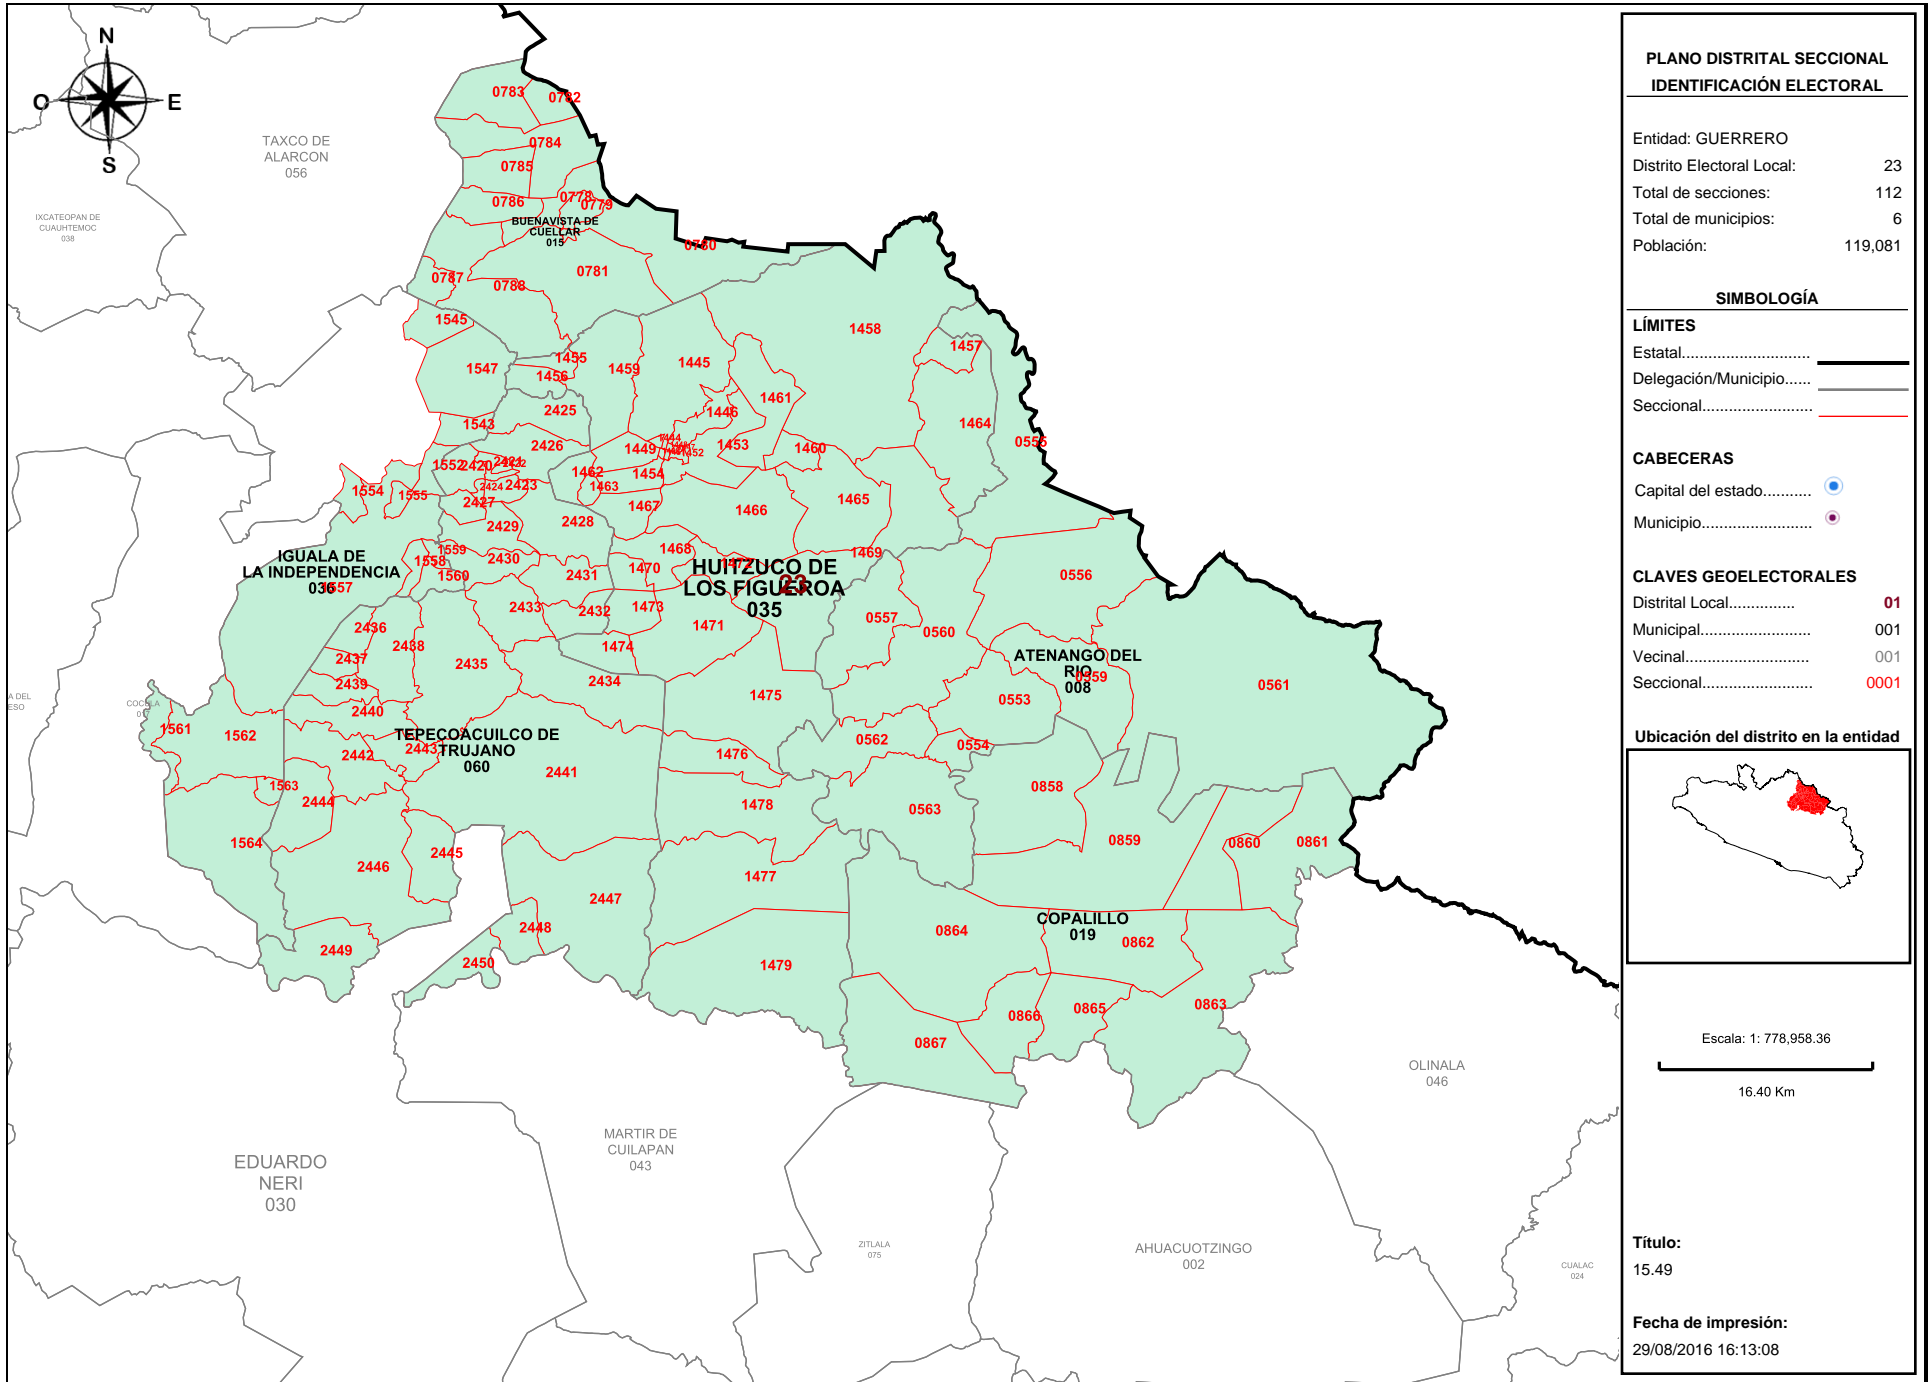 N
O
E
S
TAXCO DE
ALARCON
056
IXCATEOPAN DE
CUAUHTEMOC
038
0783
0782
0784
0785
0786
0778
0779
BUENAVISTA DE
CUELLAR
015
0780
0781
0787
0788
1545
1547
1455
1456
1459
1445
1458
1457
1461
1446
1464
0555
1543
2425
2426
1444
1449
1452
1453
1460
1552
2420
2421
2424
2423
1462
1463
1454
1554
1555
2427
2429
2428
1467
1466
1465
IGUALA DE
LA INDEPENDENCIA
036
1557
1558
1559
1560
2430
2431
1468
1470
1469
1472
HUITZUCO DE
LOS FIGUEROA
035
23
0556
2433
2432
1473
1471
0557
0560
2436
2438
2437
2435
1474
2439
2434
1475
2440
ATENANGO DEL
RIO
008
0559
0553
0561
COCULA
A DEL
ESO
1561
1562
TEPECOACUILCO DE
TRUJANO
060
2442
2443
2441
1476
0562
0554
1563
2444
1478
0563
0858
0859
0860
0861
1564
2446
2445
2447
1477
2448
2449
2450
1479
0864
COPALILLO
019
0862
0863
0866
0865
0867
OLINALA
046
MARTIR DE
CUILAPAN
043
EDUARDO
NERI
030
ZITLALA
075
AHUACUOTZINGO
002
CUALAC
024
PLANO DISTRITAL SECCIONAL
IDENTIFICACIÓN ELECTORAL
Entidad: GUERRERO
Distrito Electoral Local: 23
Total de secciones: 112
Total de municipios: 6
Población: 119,081
SIMBOLOGÍA
LÍMITES
Estatal............................
Delegación/Municipio......
Seccional.........................
CABECERAS
Capital del estado...........
Municipio........................
CLAVES GEOELECTORALES
Distrital Local............... 01
Municipal........................ 001
Vecinal............................ 001
Seccional........................ 0001
Ubicación del distrito en la entidad
Escala: 1: 778,958.36
16.40 Km
Título:
15.49
Fecha de impresión:
29/08/2016 16:13:08